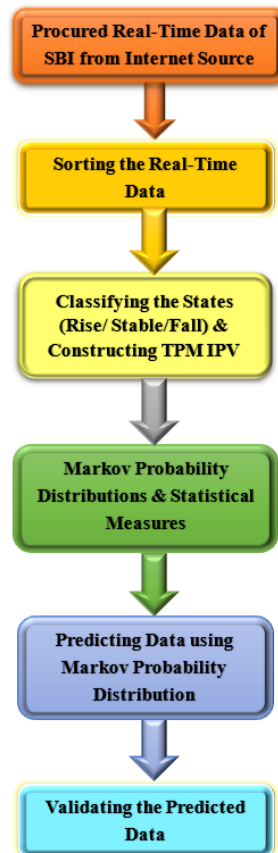 Procured Real-Time Data of
SBI from Internet Source
Sorting the Real-Time
Data
Classifying the States
(Rise/ Stable/Fall) &
Constructing TPM IPV
Markov Probability
Distributions & Statistical
Measures
Predicting Data using
Markov Probability
Distribution
Validating the Predicted
Data